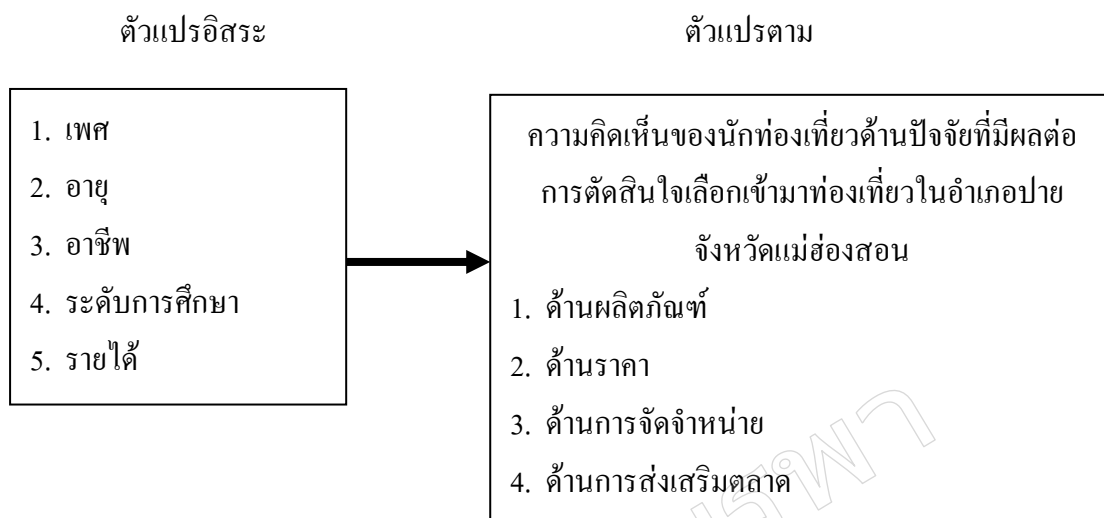 ตัวแปรอิสระ
ตัวแปรตาม
1. เพศ
2. อายุ
3. อาชีพ
4. ระดับการศึกษา
5. รายได้
ความคิดเห็นของนักท่องเที่ยวด้านปัจจัยที่มีผลต่อ
การตัดสินใจเลือกเข้ามาท่องเที่ยวในอำเภอปาย
จังหวัดแม่ฮ่องสอน
1. ด้านผลิตภัณฑ์
2. ด้านราคา
3. ด้านการจัดจำหน่าย
4. ด้านการส่งเสริมตลาด